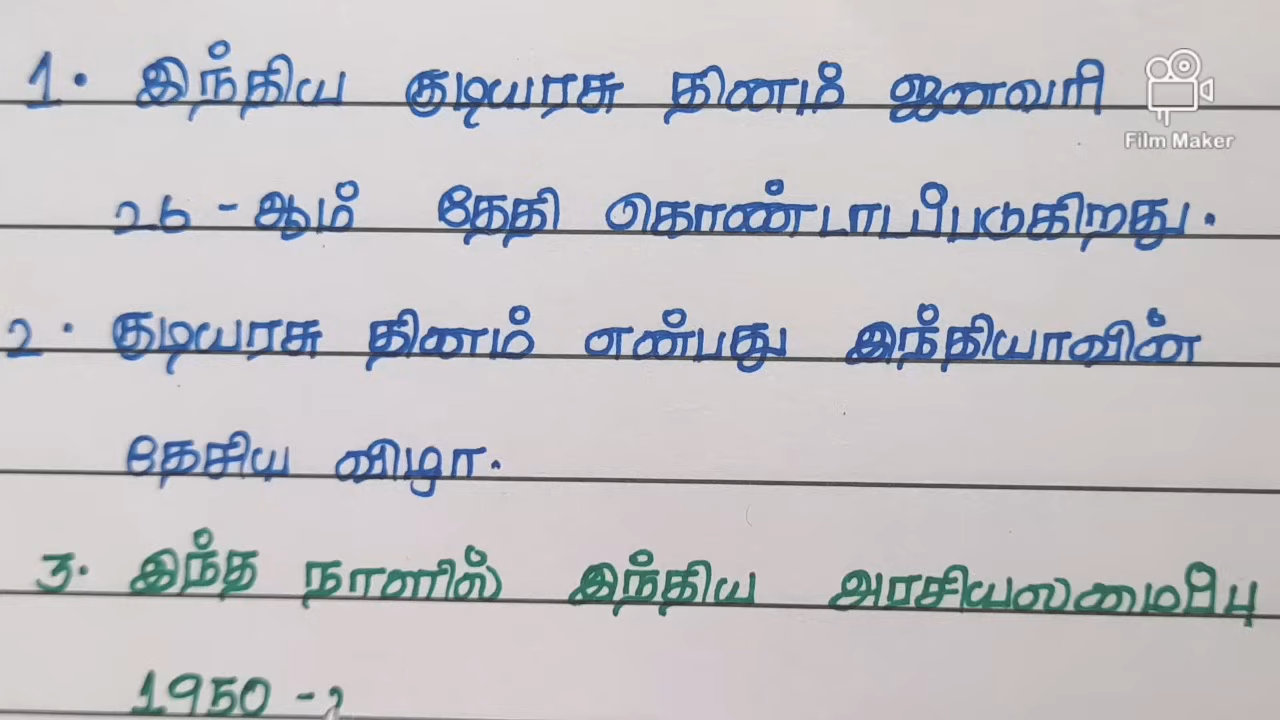 1. இந்திய குடியரசு தினம் ஜனவரி
26 - ஆம் தேதி கொண்டாடப்படுகிறது.
2. குடியரசு தினம் என்பது இந்தியாவின்
தேசிய விழா.
3. இந்த நாளில் இந்திய அரசியலமைப்பு
1950 -
Film Maker